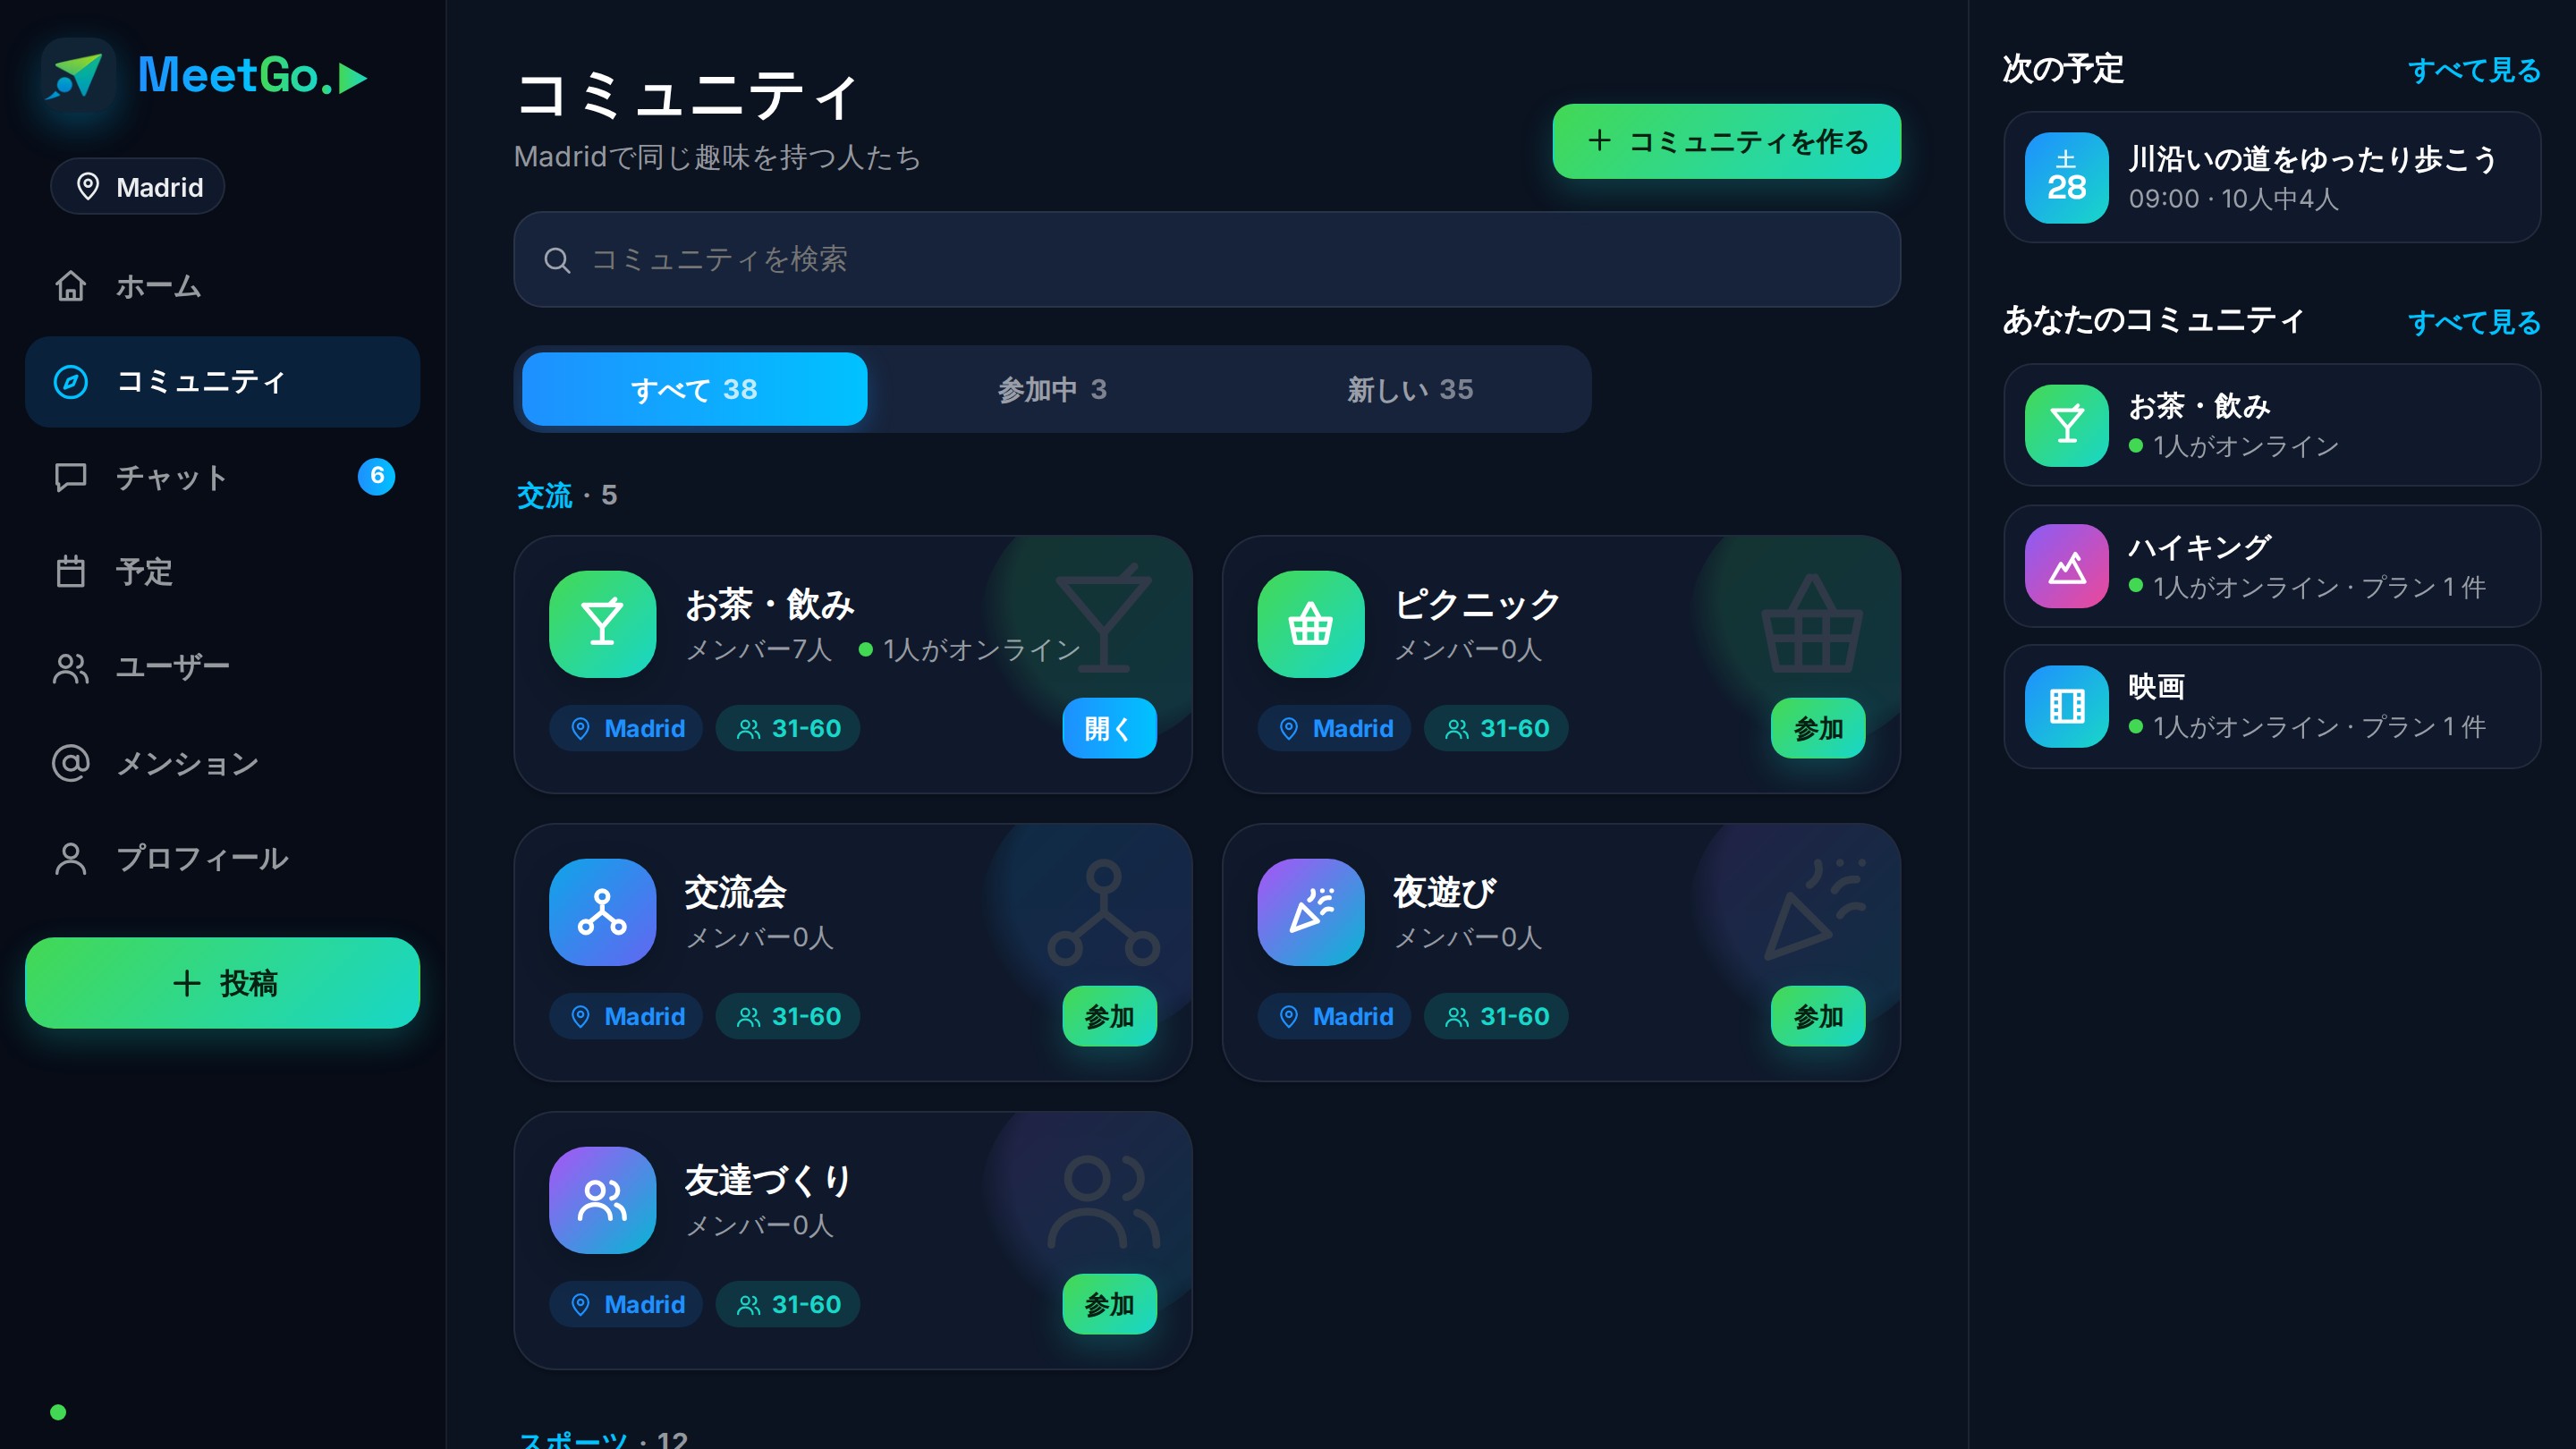 MeetGo.
Madrid
ホーム
コミュニティ
チャット 6
予定
ユーザー
メンション
プロフィール
投稿
コミュニティ
Madridで同じ趣味を持つ人たち
コミュニティを作る
コミュニティを検索
すべて 38
参加中 3
新しい 35
交流 · 5
お茶・飲み
メンバー7人 1人がオンライン
Madrid 31-60 開く
ピクニック
メンバー0人
Madrid 31-60 参加
交流会
メンバー0人
Madrid 31-60 参加
夜遊び
メンバー0人
Madrid 31-60 参加
友達づくり
メンバー0人
Madrid 31-60 参加
スポーツ · 12
次の予定 すべて見る
土
28
川沿いの道をゆったり歩こう
09:00 · 10人中4人
あなたのコミュニティ すべて見る
お茶・飲み
1人がオンライン
ハイキング
1人がオンライン · プラン 1 件
映画
1人がオンライン · プラン 1 件